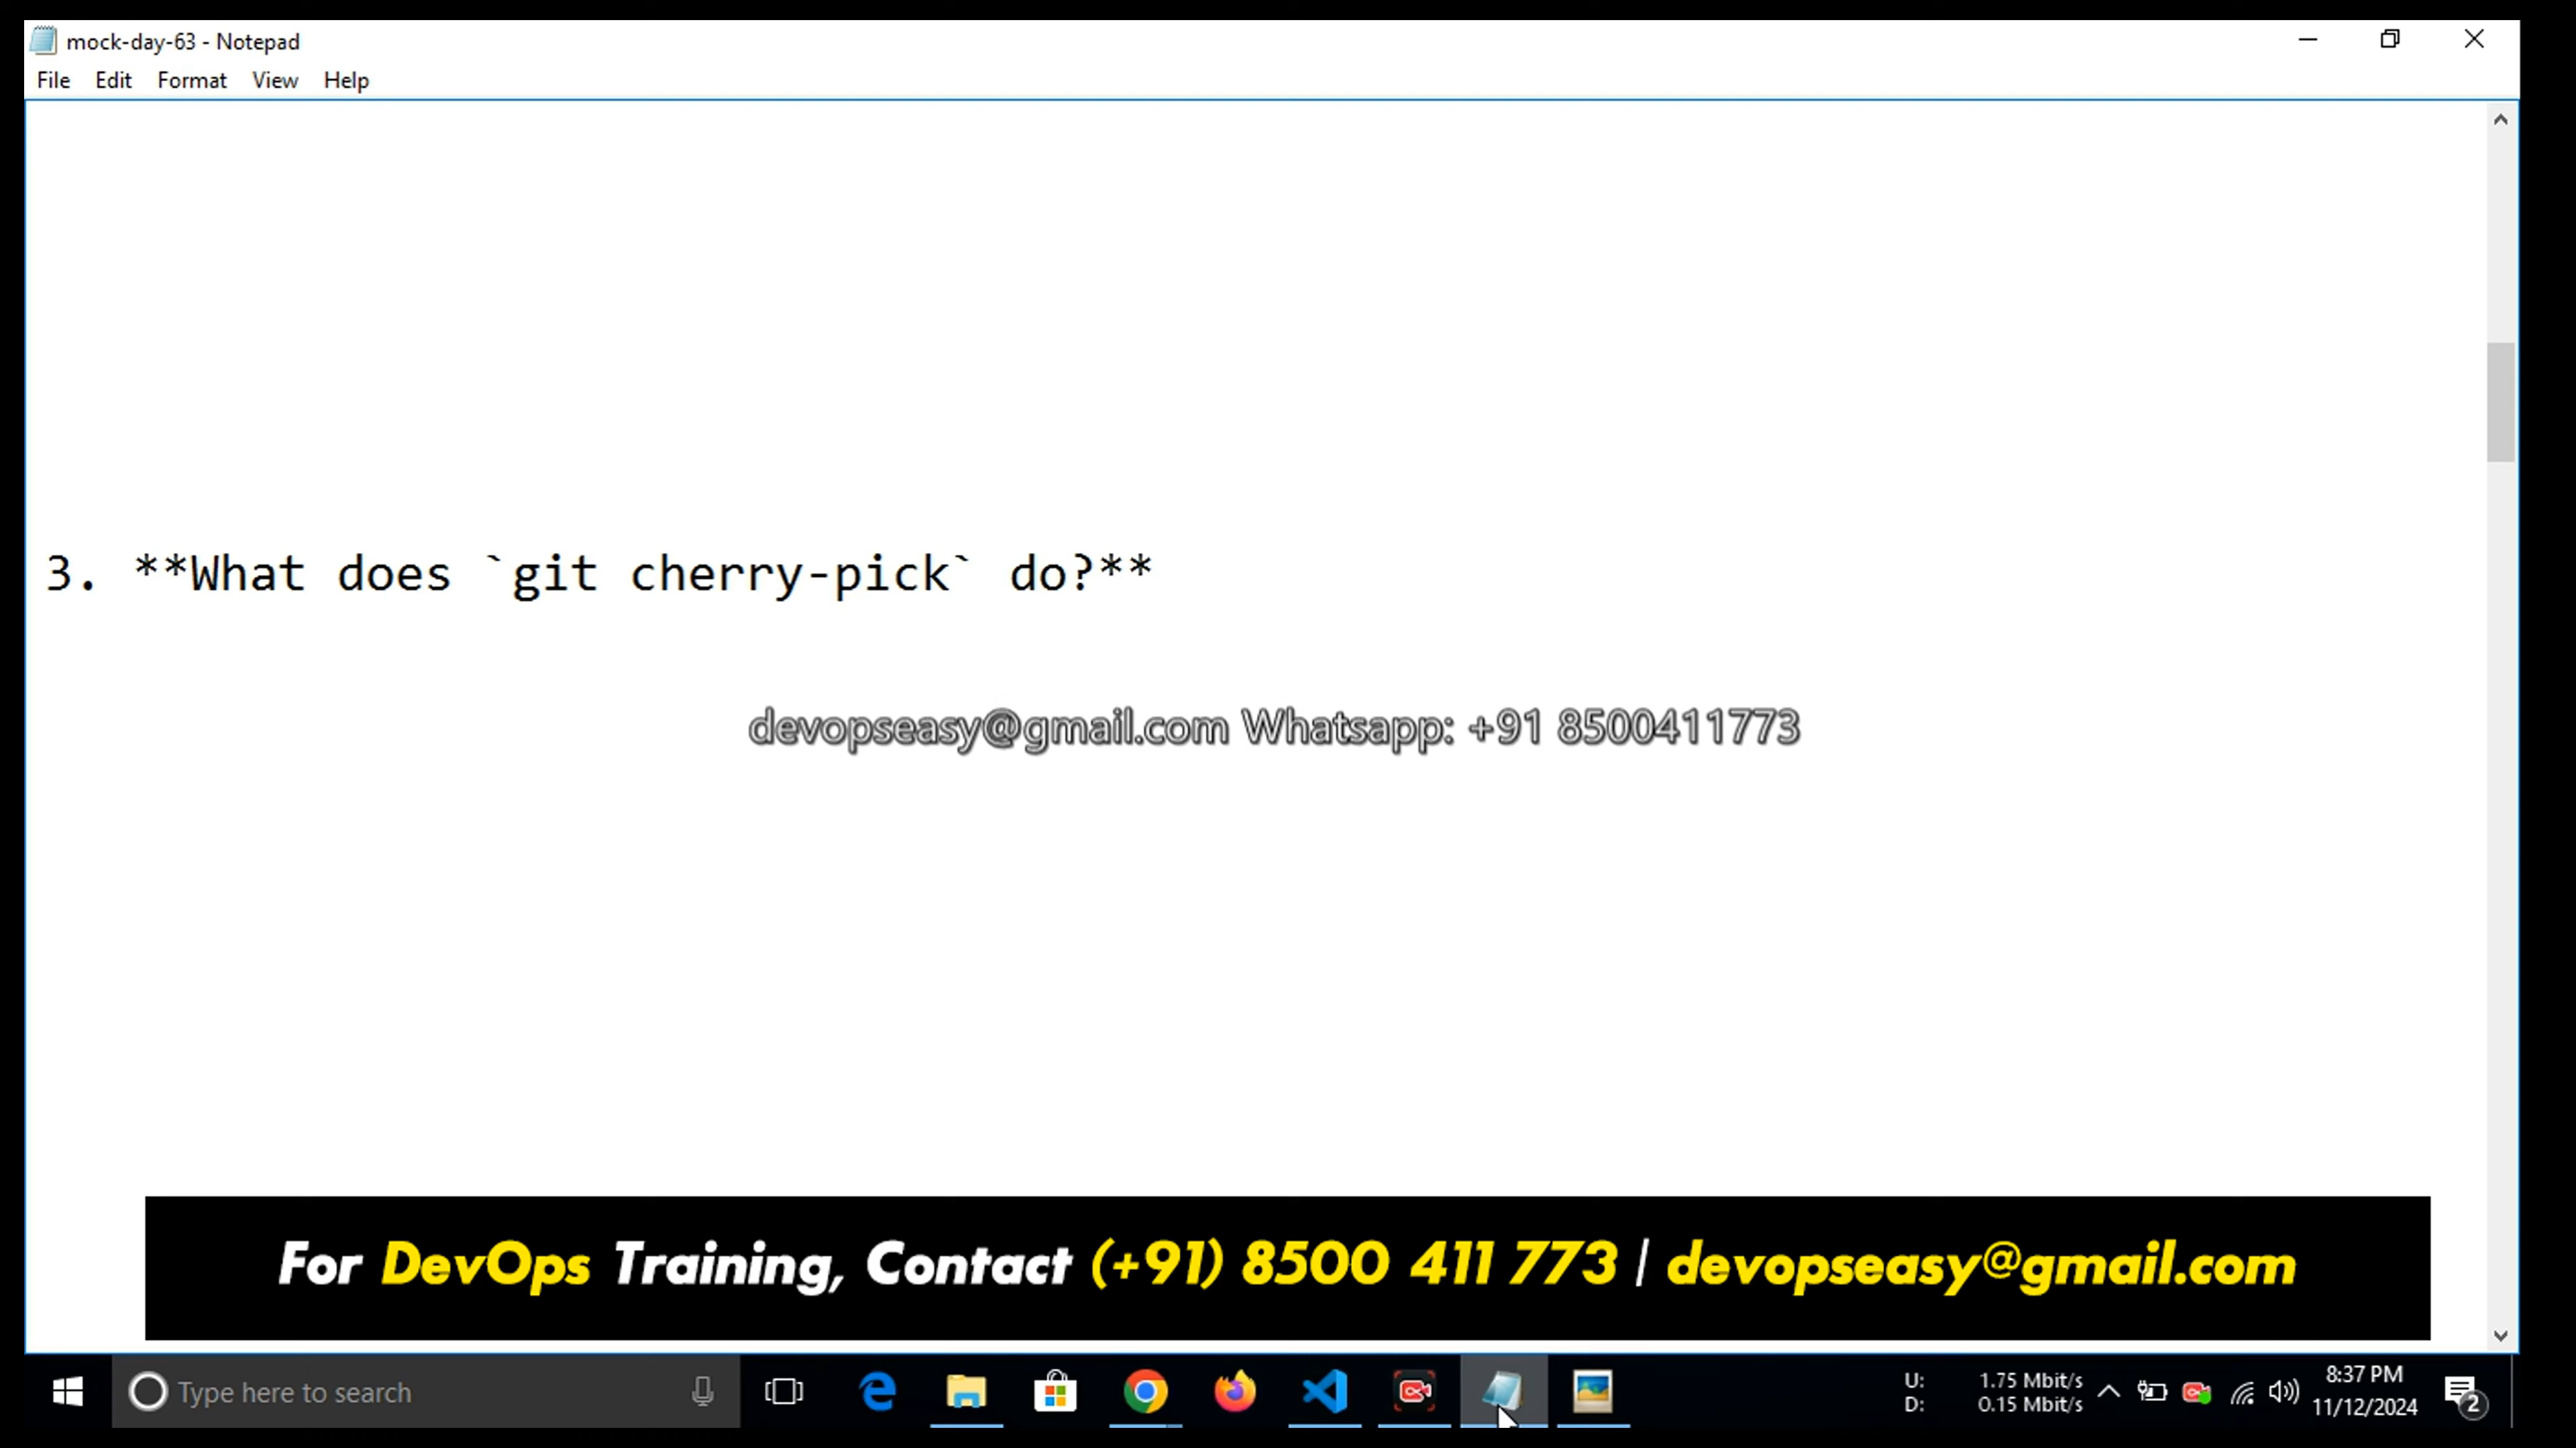 mock-day-63 - Notepad
File Edit Format View Help
3. **What does `git cherry-pick` do?**
devopseasy@gmail.com Whatsapp: +91 8500411773
For DevOps Training, Contact (+91) 8500 411 773 | devopseasy@gmail.com
Type here to search
U: 1.75 Mbit/s
D: 0.15 Mbit/s
8:37 PM
11/12/2024
2